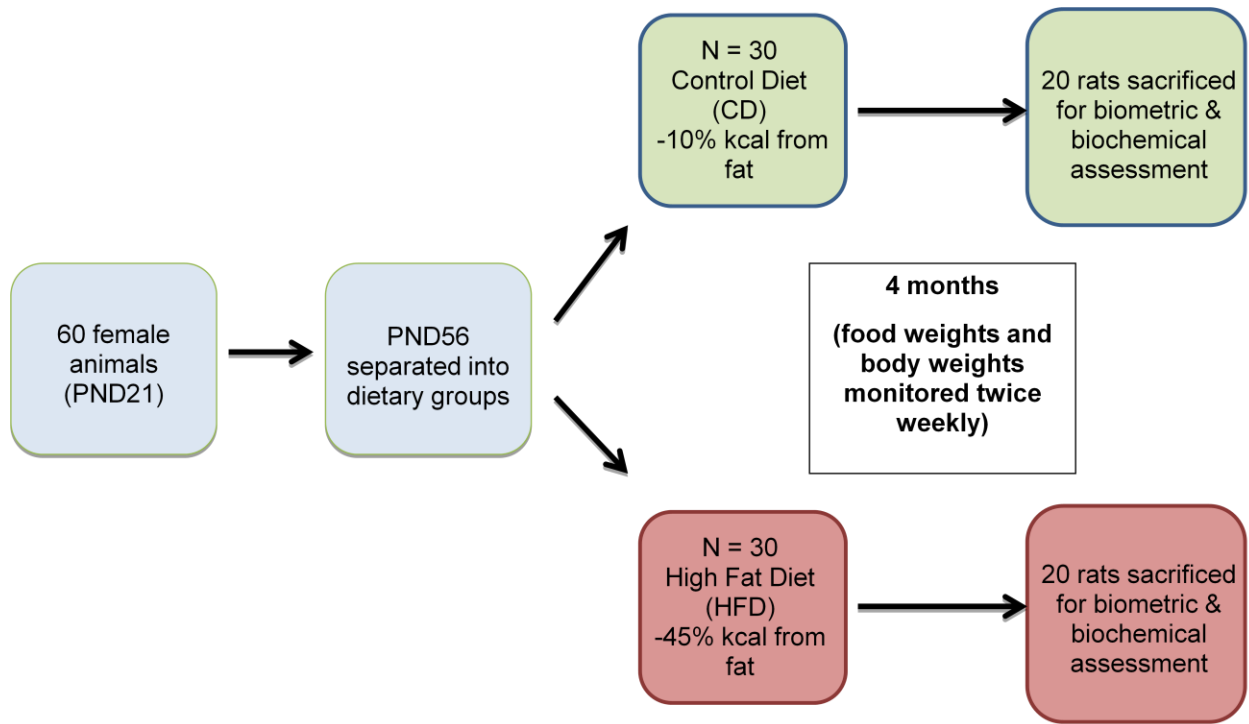 60 female
animals
(PND21)
PND56
separated into
dietary groups
N = 30
Control Diet
(CD)
-10% kcal from
fat
20 rats sacrificed
for biometric &
biochemical
assessment
4 months
(food weights and
body weights
monitored twice
weekly)
N = 30
High Fat Diet
(HFD)
-45% kcal from
fat
20 rats sacrificed
for biometric &
biochemical
assessment